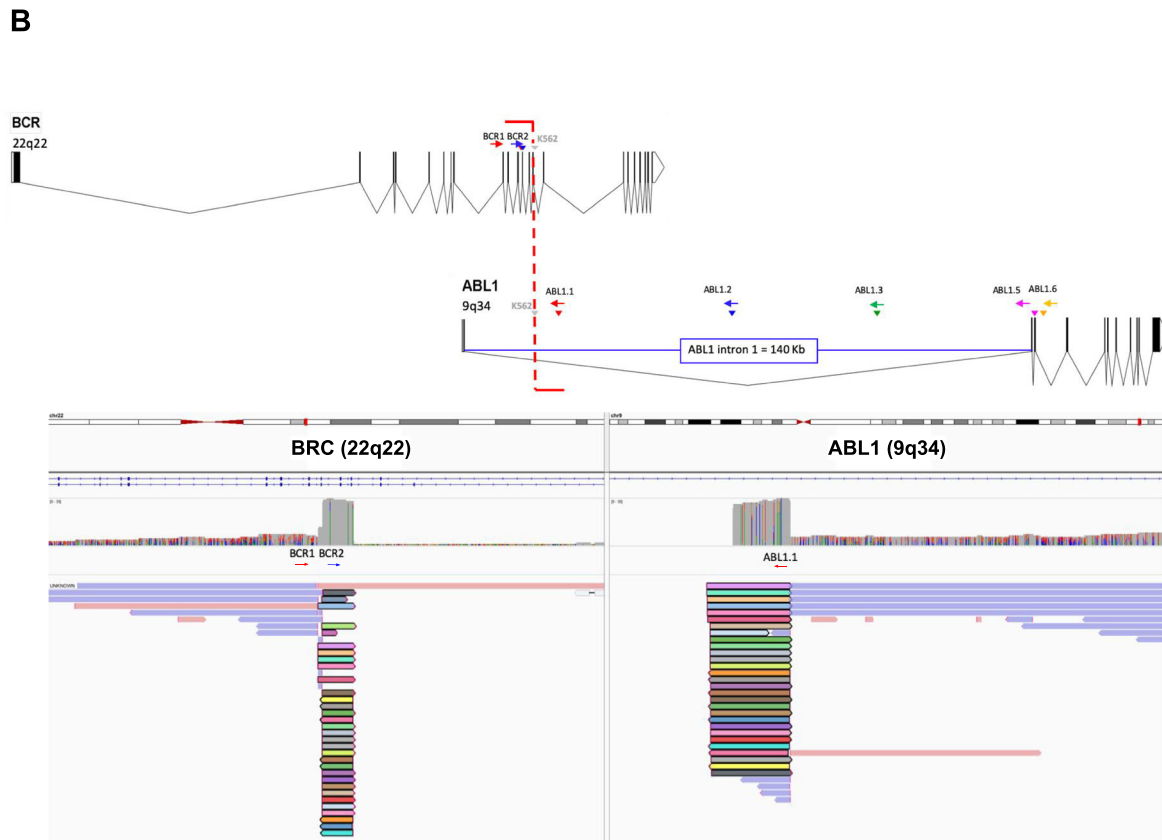 B
BCR
22q22
BCR1 BCR2 K562
ABL1
9q34
K562
ABL1.1
ABL1.2
ABL1.3
ABL1.5
ABL1.6
ABL1 intron 1 = 140 Kb
chr22
chr9
BRC (22q22)
ABL1 (9q34)
BCR1 BCR2
ABL1.1
UNKNOWN